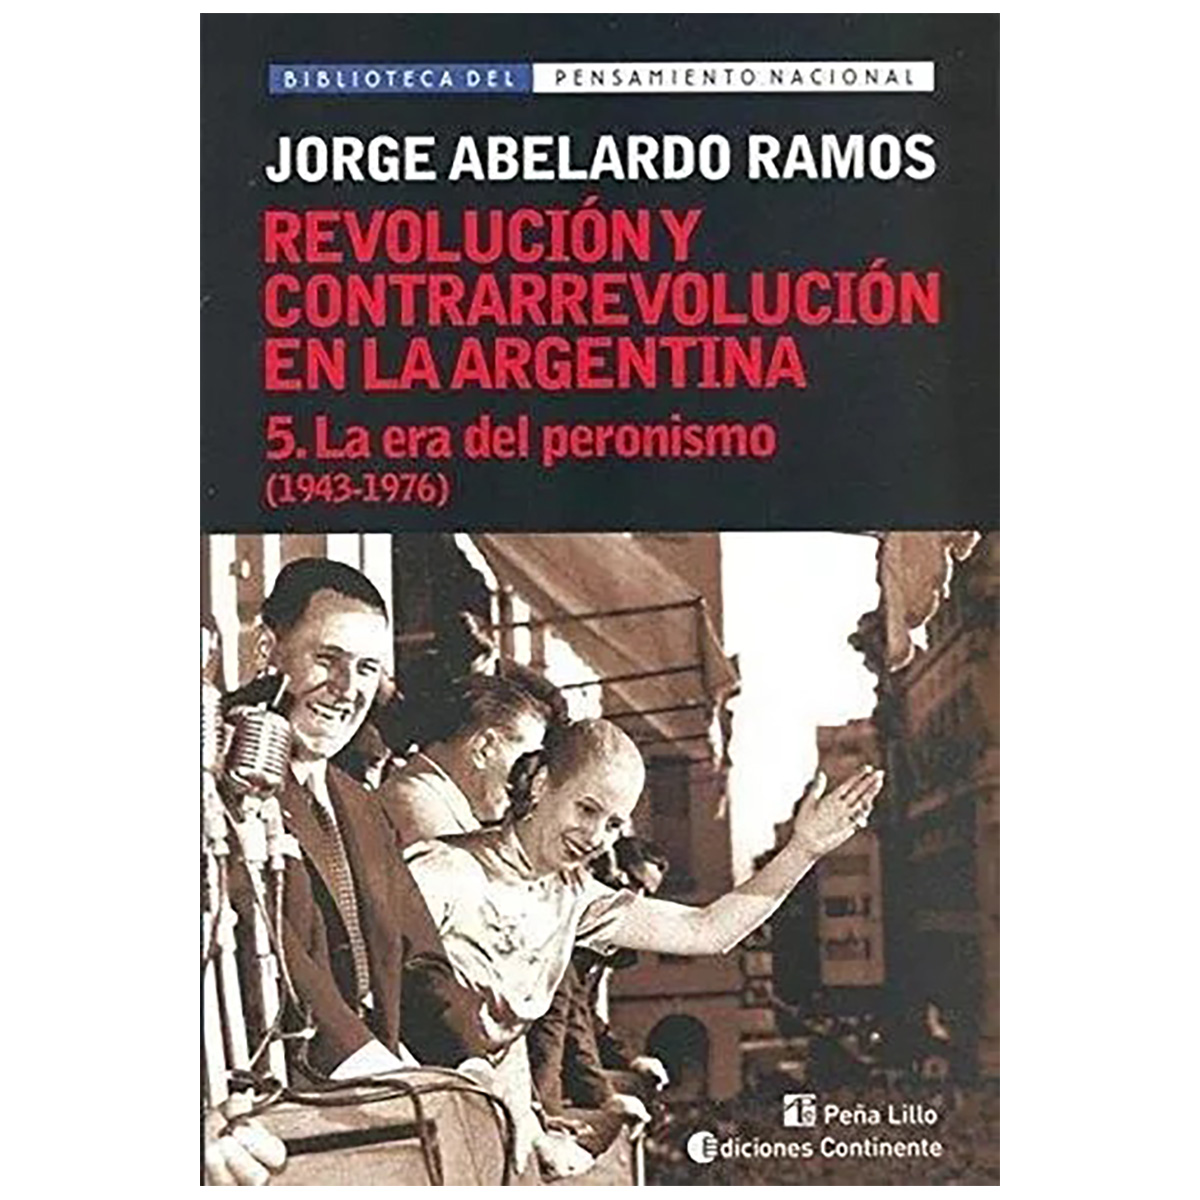 BIBLIOTECA DEL PENSAMIENTO NACIONAL
JORGE ABELARDO RAMOS
REVOLUCIÓN Y
CONTRARREVOLUCIÓN
EN LA ARGENTINA
5. La era del peronismo
(1943-1976)
Peña Lillo
Ediciones Continente